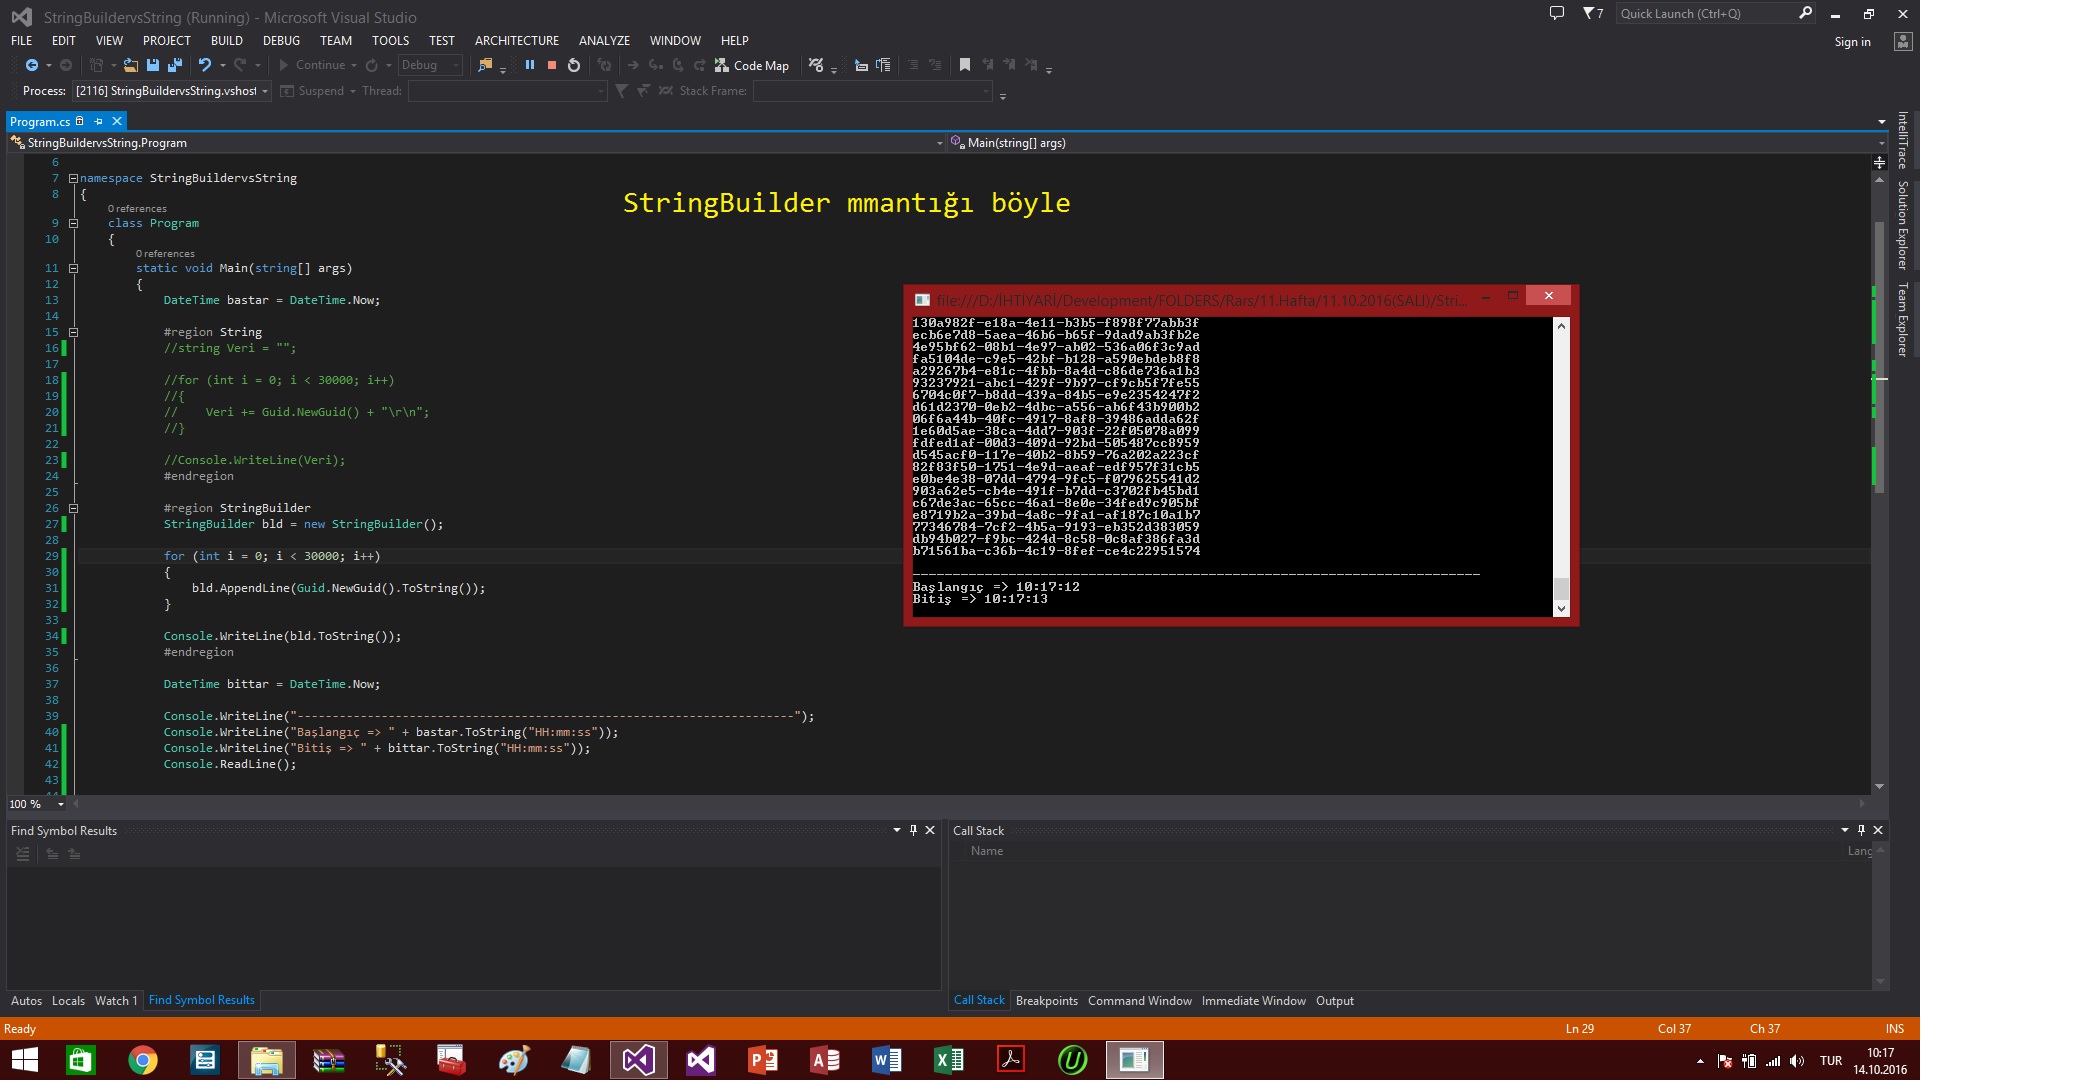 StringBuildervsString (Running) - Microsoft Visual Studio
7
Quick Launch (Ctrl+Q)
FILE EDIT VIEW PROJECT BUILD DEBUG TEAM TOOLS TEST ARCHITECTURE ANALYZE WINDOW HELP
Sign in
Continue Debug Code Map
Process: [2116] StringBuildervsString.vshost Suspend Thread: Stack Frame:
Program.cs
StringBuildervsString.Program
Main(string[] args)
IntelliTrace
Solution Explorer
Team Explorer
StringBuilder mmantığı böyle
6
7 namespace StringBuildervsString
8 {
0 references
9 class Program
10 {
0 references
11 static void Main(string[] args)
12 {
13 DateTime bastar = DateTime.Now;
14
15 #region String
16 //string Veri = "";
17
18 //for (int i = 0; i < 30000; i++)
19 //{
20 // Veri += Guid.NewGuid() + "\r\n";
21 //}
22
23 //Console.WriteLine(Veri);
24 #endregion
25
26 #region StringBuilder
27 StringBuilder bld = new StringBuilder();
28
29 for (int i = 0; i < 30000; i++)
30 {
31 bld.AppendLine(Guid.NewGuid().ToString());
32 }
33
34 Console.WriteLine(bld.ToString());
35 #endregion
36
37 DateTime bittar = DateTime.Now;
38
39 Console.WriteLine("-----------------------------------------------------------------------");
40 Console.WriteLine("Başlangıç => " + bastar.ToString("HH:mm:ss"));
41 Console.WriteLine("Bitiş => " + bittar.ToString("HH:mm:ss"));
42 Console.ReadLine();
43
44
file:///D:/İHTİYARİ/Development/FOLDERS/Rars/11.Hafta/11.10.2016(SALI)/Stri...
130a982f-e18a-4e11-b3b5-f898f77abb3f
ecb6e7d8-5aea-46b6-b65f-9dad9ab3fb2e
4e95bf62-08b1-4e97-ab02-536a06f3c9ad
fa5104de-c9e5-42bf-b128-a590ebdeb8f8
a29267b4-e81c-4fbb-8a4d-c86de736a1b3
93237921-abc1-429f-9b97-cf9cb5f7fe55
6704c0f7-b8dd-439a-84b5-e9e2354247f2
d61d2370-0eb2-4dbc-a556-ab6f43b900b2
06f6a44b-40fc-4917-8af8-39486adda62f
1e60d5ae-38ca-4dd7-903f-22f05078a099
fdfed1af-00d3-409d-92bd-505487cc8959
d545acf0-117e-40b2-8b59-76a202a223cf
82f83f50-1751-4e9d-aeaf-edf957f31cb5
e0be4e38-07dd-4794-9fc5-f079625541d2
903a62e5-cb4e-491f-b7dd-c3702fb45bd1
c67de3ac-65cc-46a1-8e0e-34fed9c905bf
e8719b2a-39bd-4a8c-9fa1-af187c10a1b7
77346784-7cf2-4b5a-9193-eb352d383059
db94b027-f9bc-424d-8c58-0c8af386fa3d
b71561ba-c36b-4c19-8fef-ce4c22951574
-----------------------------------------------------------------------
Başlangıç => 10:17:12
Bitiş => 10:17:13
100 %
Find Symbol Results
Call Stack
Name
Lang
Autos Locals Watch 1 Find Symbol Results
Call Stack Breakpoints Command Window Immediate Window Output
Ready
Ln 29 Col 37 Ch 37 INS
TUR
10:17
14.10.2016